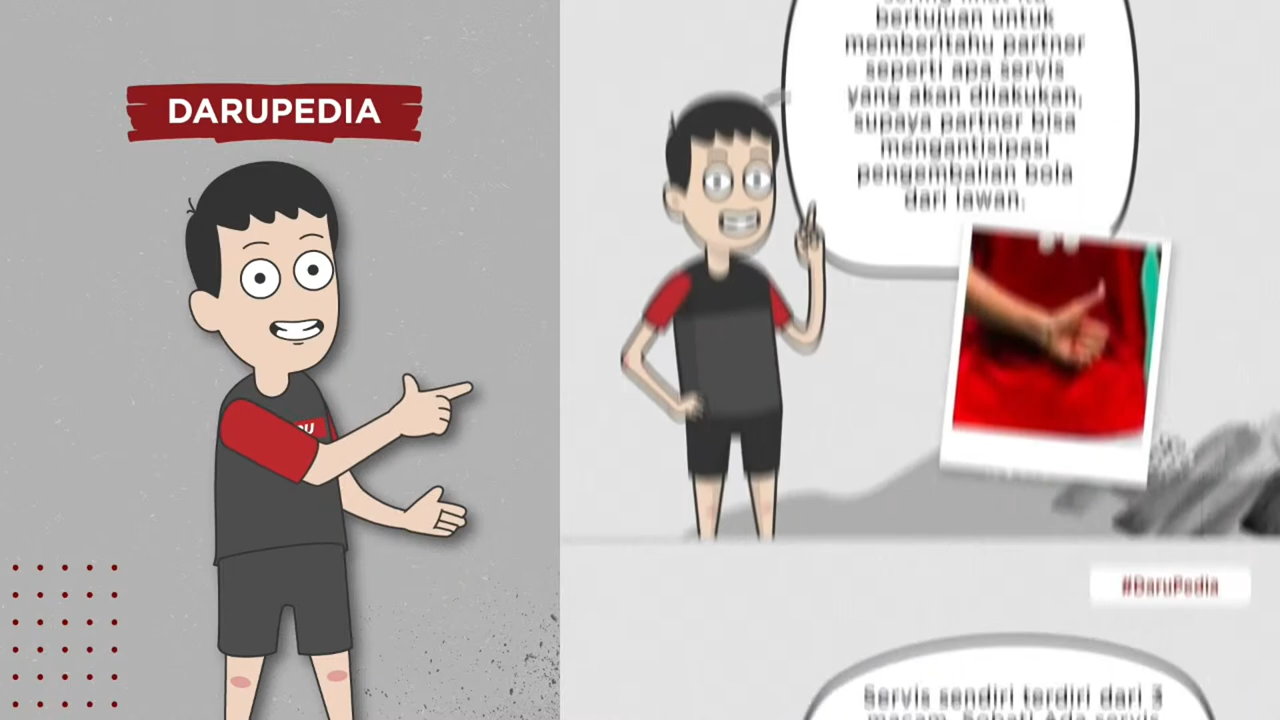 DARUPEDIA
RU
bertujuan untuk
memberitahu partner
seperti apa servis
yang akan dilakukan,
supaya partner bisa
mengantisipasi
pengembalian bola
dari lawan.
#DaruPedia
Servis sendiri terdiri dari 3